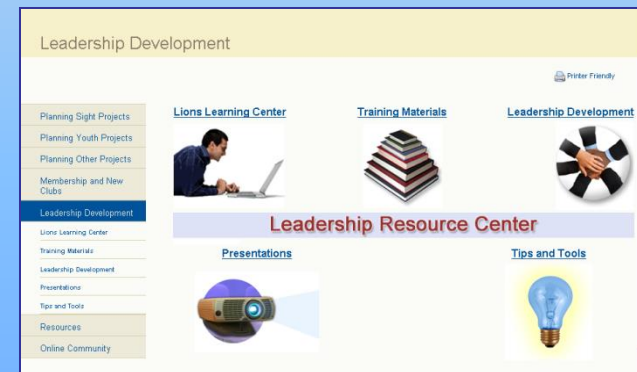 Leadership Development
Printer Friendly
Planning Sight Projects
Planning Youth Projects
Planning Other Projects
Membership and New
Clubs
Leadership Development
Lions Learning Center
Training Materials
Leadership Development
Presentations
Tips and Tools
Resources
Online Community
Lions Learning Center
Training Materials
Leadership Development
Leadership Resource Center
Presentations
Tips and Tools